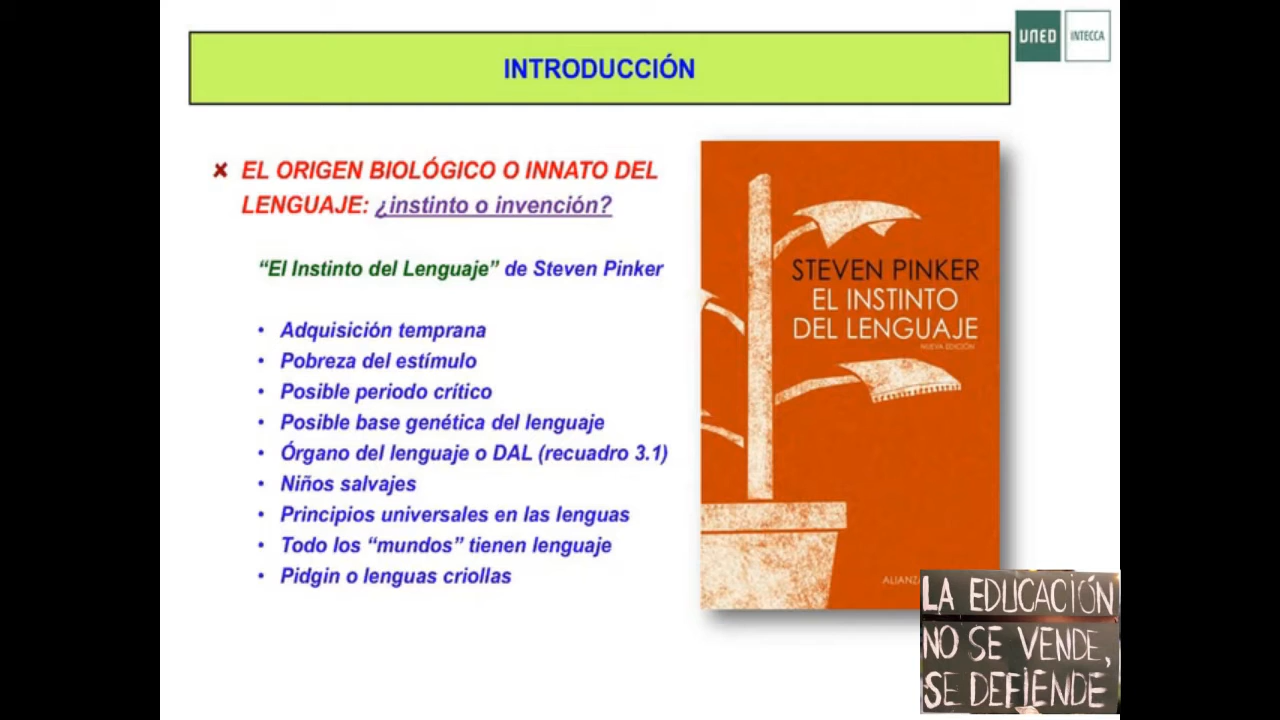 UNED
INTECCA
INTRODUCCIÓN
✘ EL ORIGEN BIOLÓGICO O INNATO DEL
LENGUAJE: ¿instinto o invención?
“El Instinto del Lenguaje” de Steven Pinker
• Adquisición temprana
• Pobreza del estímulo
• Posible periodo crítico
• Posible base genética del lenguaje
• Órgano del lenguaje o DAL (recuadro 3.1)
• Niños salvajes
• Principios universales en las lenguas
• Todo los “mundos” tienen lenguaje
• Pidgin o lenguas criollas
STEVEN PINKER
EL INSTINTO
DEL LENGUAJE
NUEVA EDICIÓN
ALIANZA
LA EDUCACIÓN
NO SE VENDE,
SE DEFIENDE